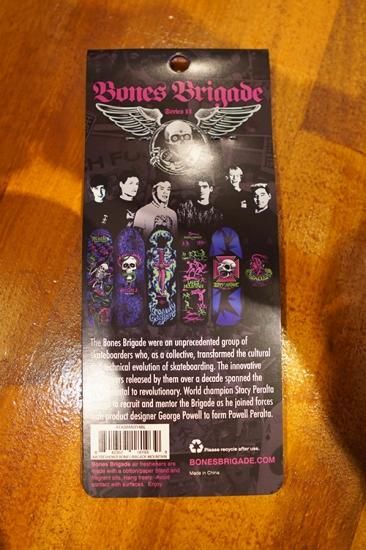 Bones Brigade
Series 11
The Bones Brigade were an unprecedented group of
skateboarders who, as a collective, transformed the cultural
technical evolution of skateboarding. The innovative
released by them over a decade spanned the
to revolutionary. World champion Stacy Peralta
to recruit and mentor the Brigade as he joined forces
product designer George Powell to form Powell Peralta.
Please recycle after use.
BONESBRIGADE.COM
Made in China
Bones Brigade air fresheners are
made with a cotton/paper blend and
fragrant oils. Hang freely. Avoid
contact with surfaces. Enjoy.